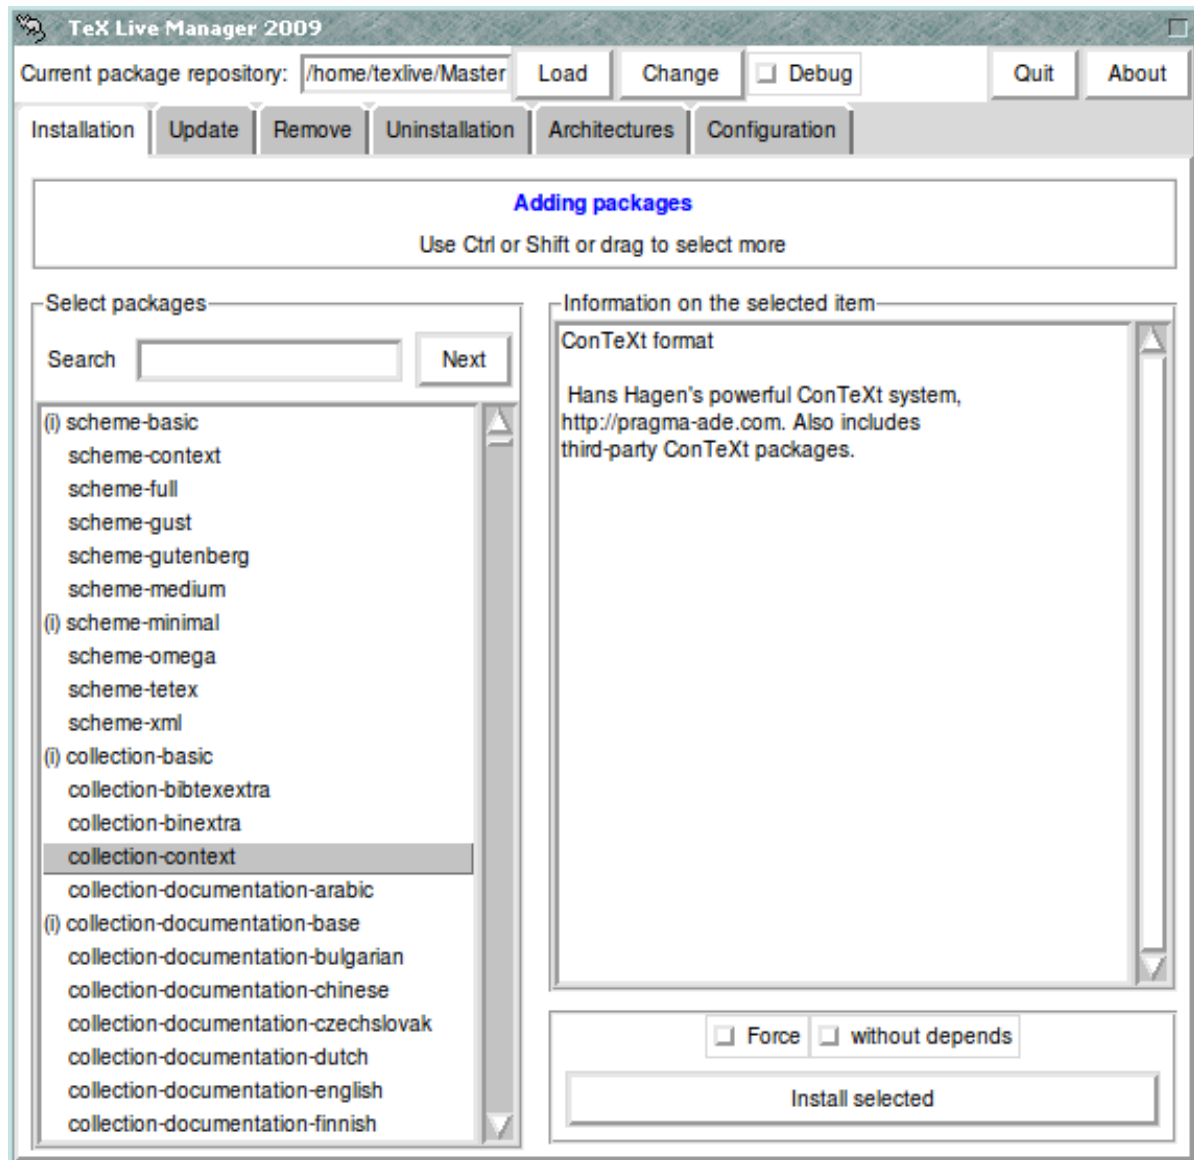 TeX Live Manager 2009
Current package repository: /home/texlive/Master Load Change Debug Quit About
Installation Update Remove Uninstallation Architectures Configuration
Adding packages
Use Ctrl or Shift or drag to select more
Select packages
Search Next
(i) scheme-basic
scheme-context
scheme-full
scheme-gust
scheme-gutenberg
scheme-medium
(i) scheme-minimal
scheme-omega
scheme-tetex
scheme-xml
(i) collection-basic
collection-bibtexextra
collection-binextra
collection-context
collection-documentation-arabic
(i) collection-documentation-base
collection-documentation-bulgarian
collection-documentation-chinese
collection-documentation-czechslovak
collection-documentation-dutch
collection-documentation-english
collection-documentation-finnish
Information on the selected item
ConTeXt format
Hans Hagen's powerful ConTeXt system,
http://pragma-ade.com. Also includes
third-party ConTeXt packages.
Force without depends
Install selected